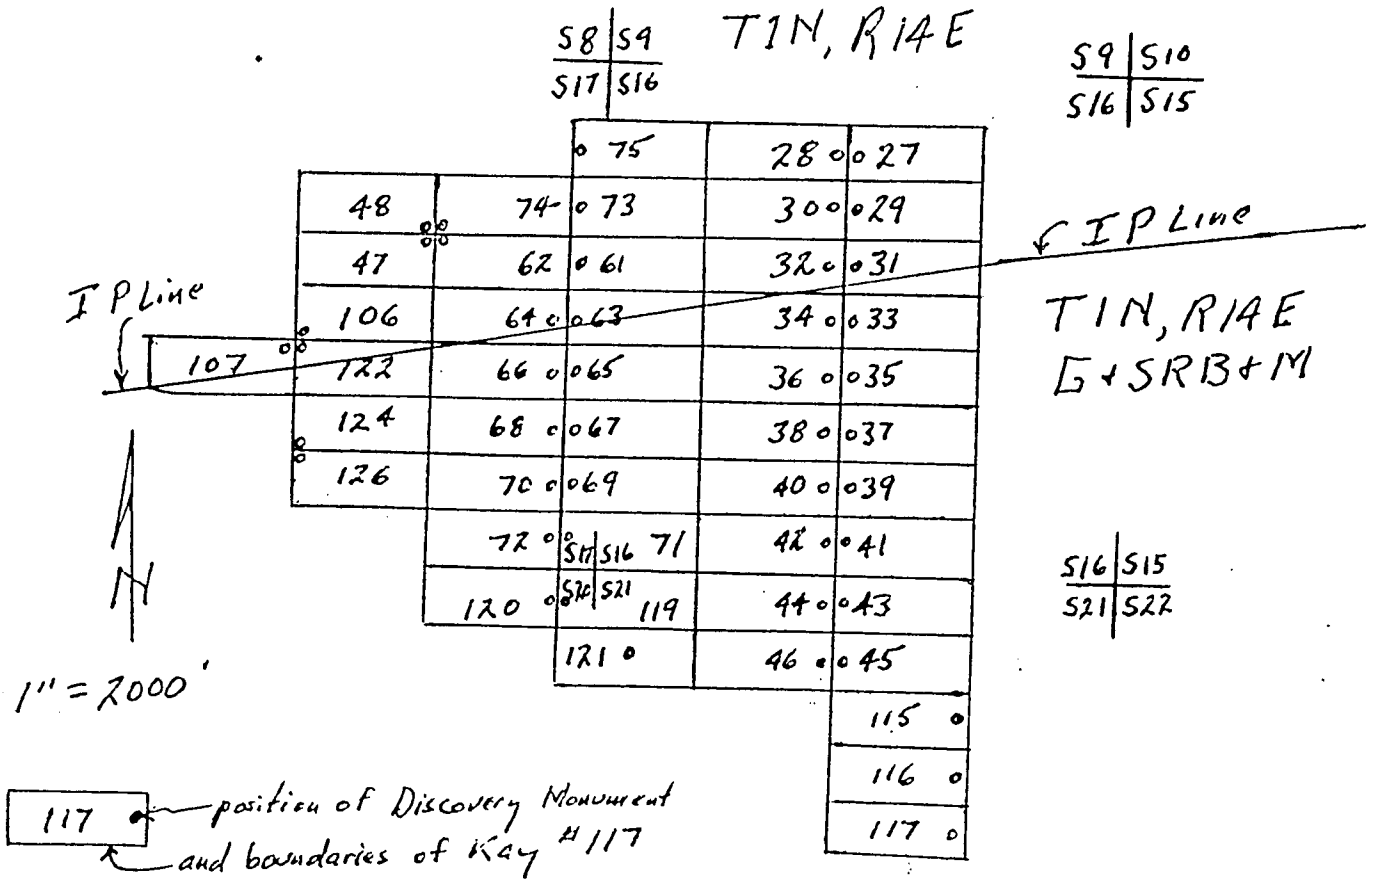 T1N, R14E
S8 S9
S17 S16
S9 S10
S16 S15
75 28 27
48 74 73 30 29
47 62 61 32 31
IP Line
IP Line
106 64 63 34 33
T1N, R14E
G+SRB+M
107 122 66 65 36 35
124 68 67 38 37
126 70 69 40 39
72 S17 S16 71 42 41
S20 S21
120 119 44 43
S16 S15
S21 S22
121 46 45
N
1" = 2000'
115
116
117
117 position of Discovery Monument
and boundaries of Kay #117